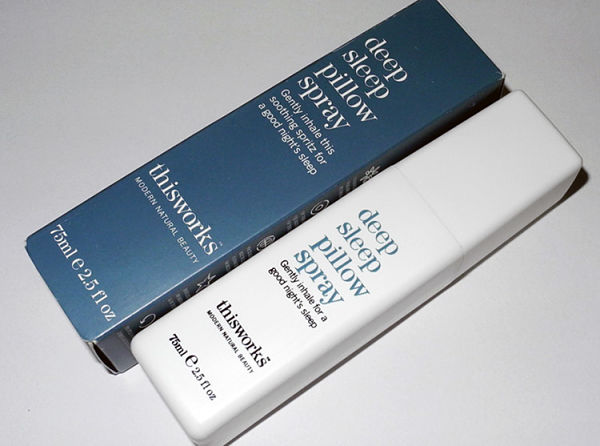 deep
sleep
pillow
spray
Gently inhale this
soothing spritz for
a good night's sleep
thisworks™
MODERN NATURAL BEAUTY
75ml e 2.5 fl oz
deep
sleep
pillow
spray
Gently inhale for a
good night's sleep
thisworks™
MODERN NATURAL BEAUTY
75ml e 2.5 fl oz